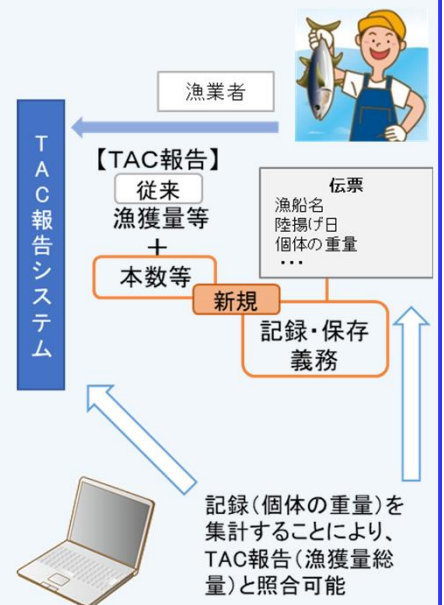 漁業者
TAC報告システム
【TAC報告】
従来
漁獲量等
+
本数等
新規
伝票
漁船名
陸揚げ日
個体の重量
・・・
記録・保存
義務
記録(個体の重量)を
集計することにより、
TAC報告(漁獲量総
量)と照合可能